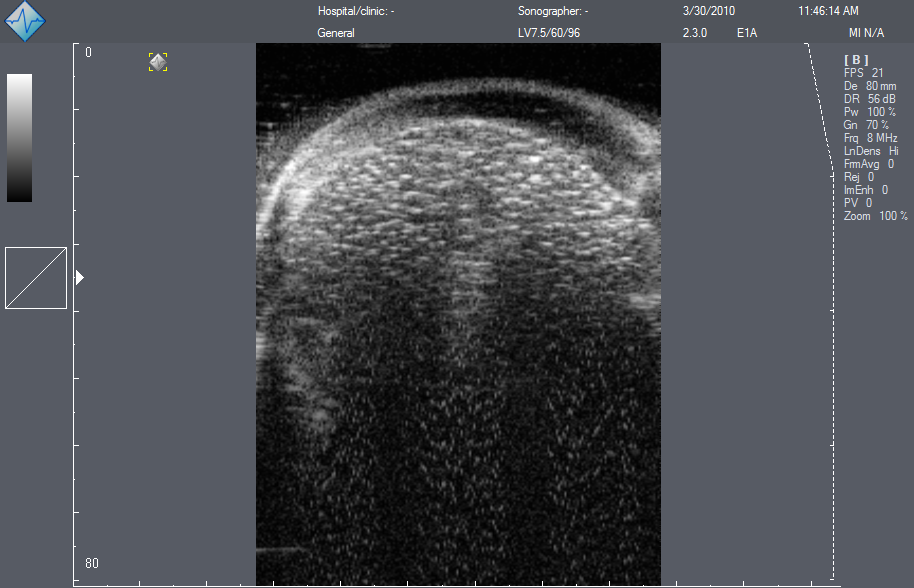 Hospital/clinic: - Sonographer: - 3/30/2010 11:46:14 AM
General LV7.5/60/96 2.3.0 E1A MI N/A
0
[ B ]
FPS 21
De 80 mm
DR 56 dB
Pw 100 %
Gn 70 %
Frq 8 MHz
LnDens Hi
FrmAvg 0
Rej 0
ImEnh 0
PV 0
Zoom 100 %
80